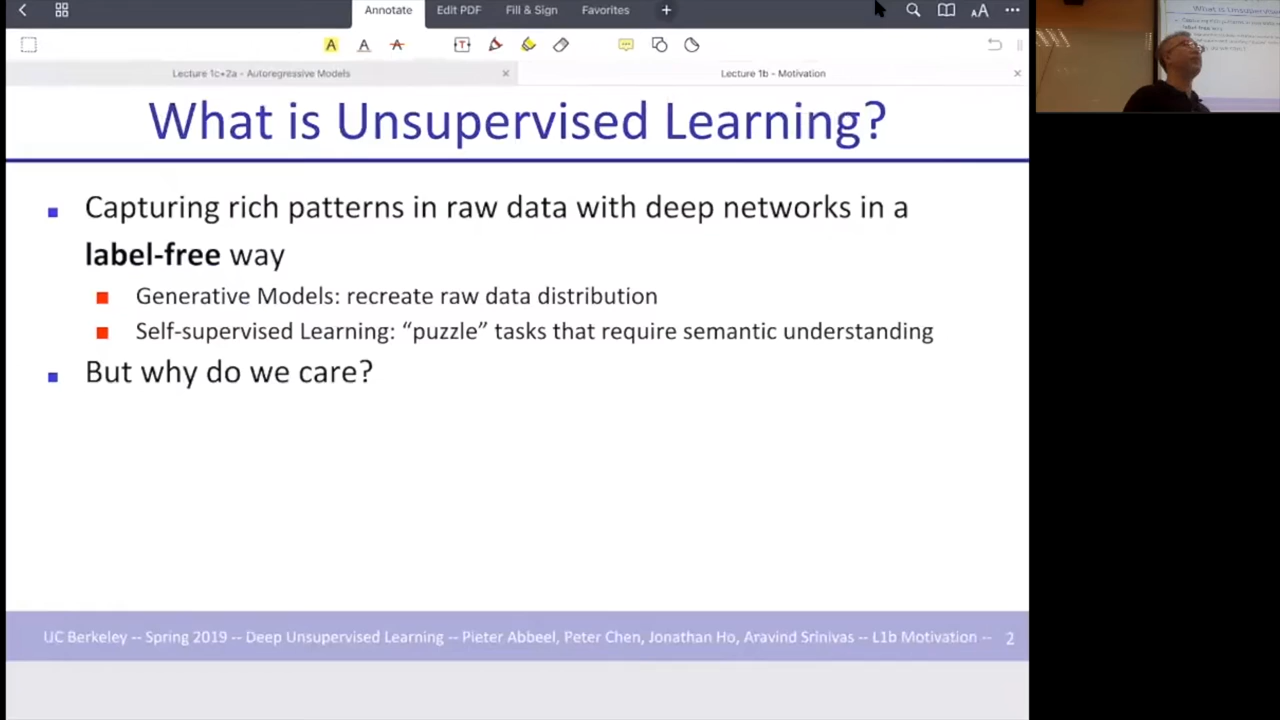 Annotate Edit PDF Fill & Sign Favorites +
Lecture 1c+2a - Autoregressive Models
Lecture 1b - Motivation
What is Unsupervised Learning?
Capturing rich patterns in raw data with deep networks in a
label-free way
Generative Models: recreate raw data distribution
Self-supervised Learning: “puzzle” tasks that require semantic understanding
But why do we care?
UC Berkeley -- Spring 2019 -- Deep Unsupervised Learning -- Pieter Abbeel, Peter Chen, Jonathan Ho, Aravind Srinivas -- L1b Motivation -- 2